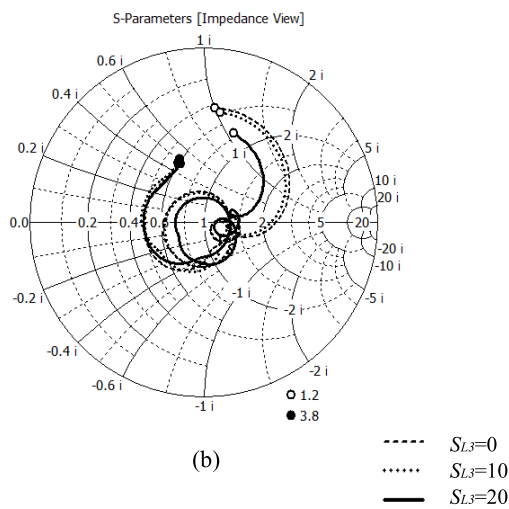 S-Parameters [Impedance View]
1 i
0.6 i
2 i
0.4 i
0.2 i
2 i
1 i
5 i
10 i
20 i
0.0 0.2 0.4 0.6 1 2 5 20
-20 i
-10 i
-0.2 i
-1 i
-2 i
-5 i
-0.4 i
-0.6 i
-2 i
-1 i
1.2
3.8
(b)
SL3=0
SL3=10
SL3=20